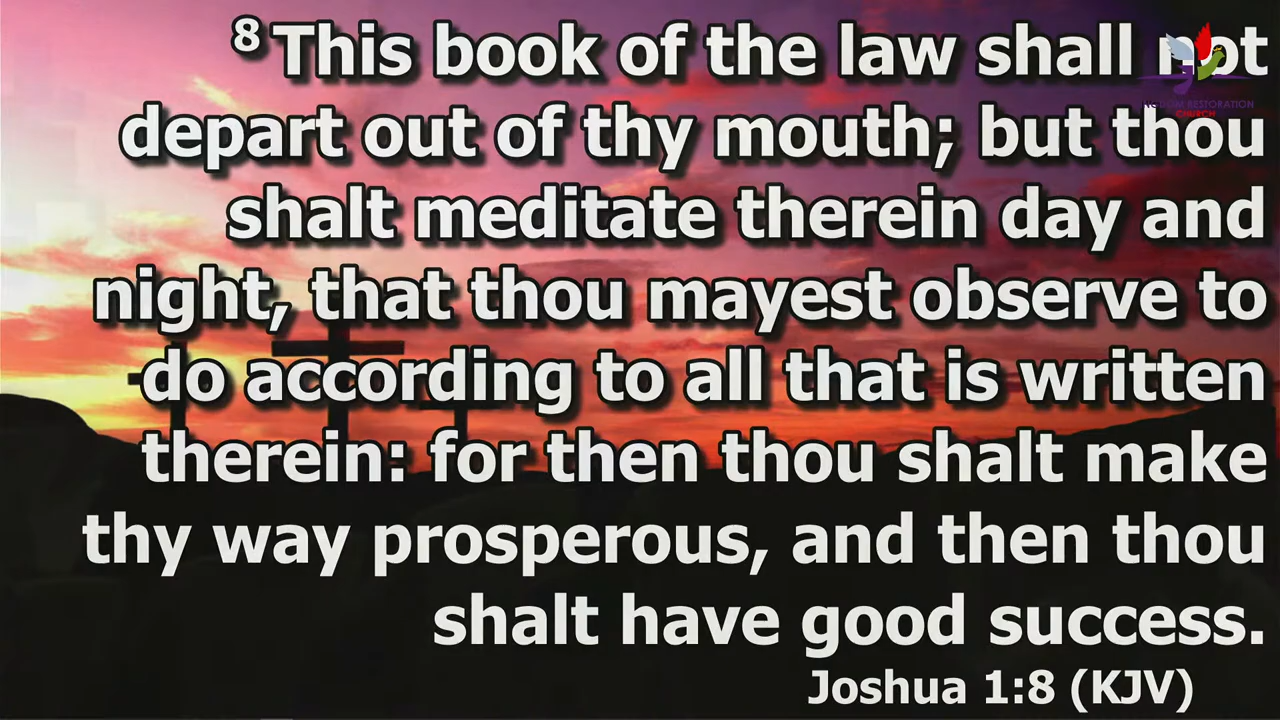 8 This book of the law shall not
depart out of thy mouth; but thou
shalt meditate therein day and
night, that thou mayest observe to
do according to all that is written
therein: for then thou shalt make
thy way prosperous, and then thou
shalt have good success.
Joshua 1:8 (KJV)
RESTORATION
CHURCH